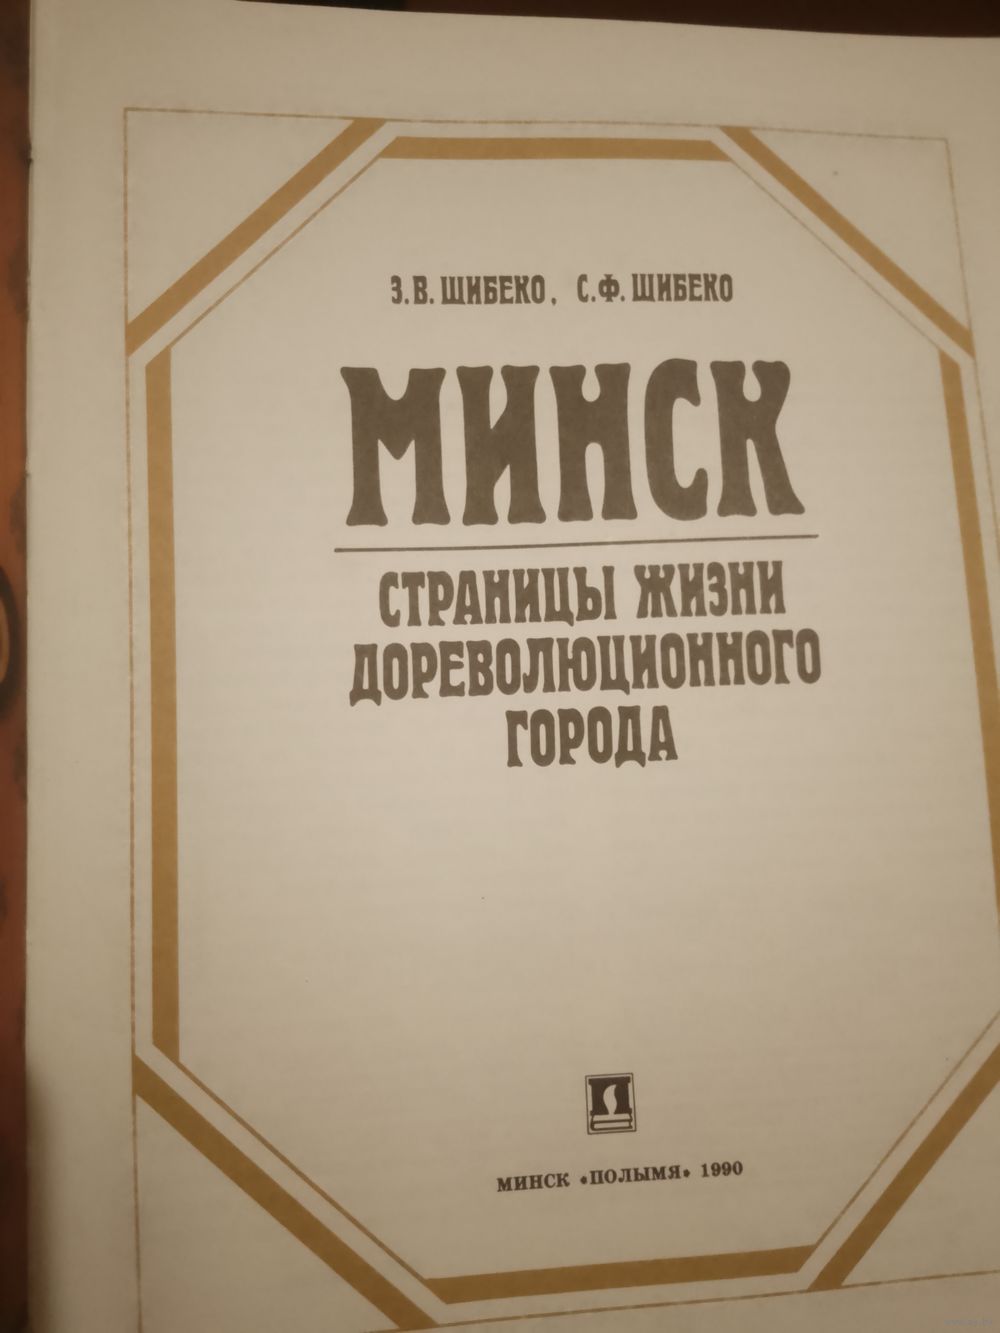 З. В. ШИБЕКО, С. Ф. ШИБЕКО
МИНСК
СТРАНИЦЫ ЖИЗНИ
ДОРЕВОЛЮЦИОННОГО
ГОРОДА
МИНСК «ПОЛЫМЯ» 1990